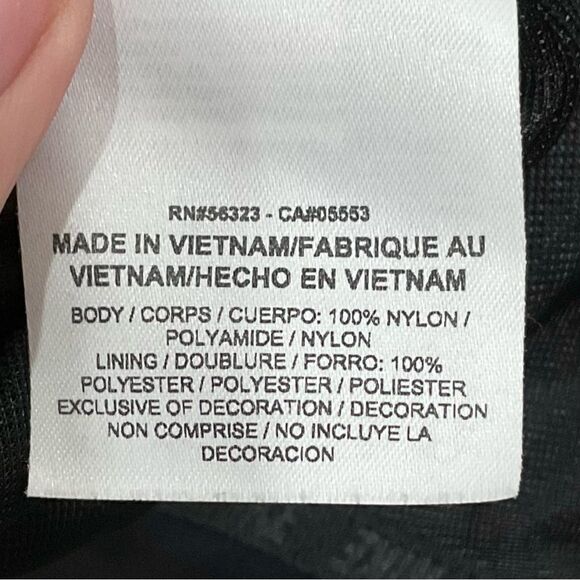 RN#56323 - CA#05553
MADE IN VIETNAM/FABRIQUE AU
VIETNAM/HECHO EN VIETNAM
BODY / CORPS / CUERPO: 100% NYLON /
POLYAMIDE / NYLON
LINING / DOUBLURE / FORRO: 100%
POLYESTER / POLYESTER / POLIESTER
EXCLUSIVE OF DECORATION / DECORATION
NON COMPRISE / NO INCLUYE LA
DECORACION